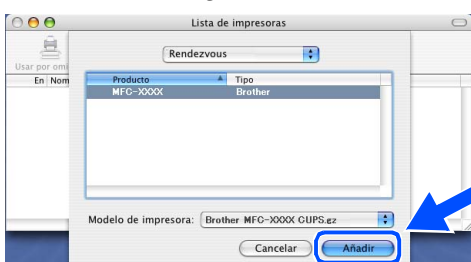 Lista de impresoras
Usar por omi
En Nom
Rendezvous
Producto Tipo
MFC-XXXX Brother
Modelo de impresora: Brother MFC-XXXX CUPS.gz
Cancelar Añadir